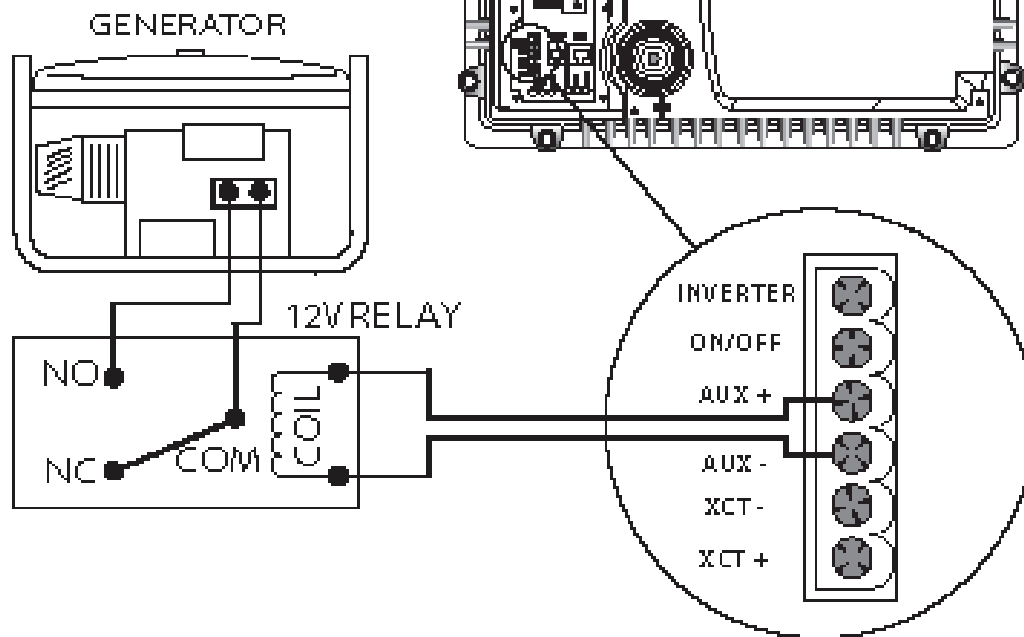 GENERATOR
12V RELAY
NO
COIL
COM
NC
INVERTER
ON/OFF
AUX +
AUX -
XCT -
XCT +